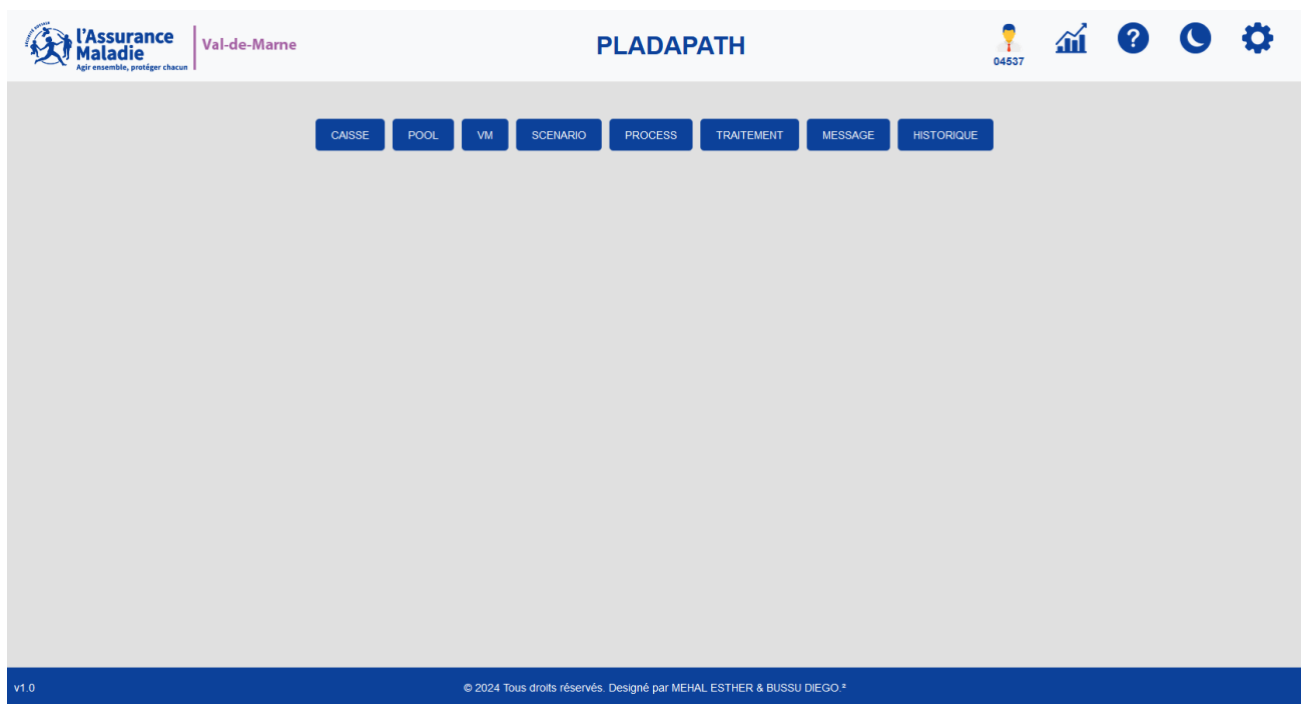 l'Assurance
Maladie
Agir ensemble, protéger chacun
Val-de-Marne
PLADAPATH
04537
?
CAISSE POOL VM SCENARIO PROCESS TRAITEMENT MESSAGE HISTORIQUE
v1.0
© 2024 Tous droits réservés. Designé par MEHAL ESTHER & BUSSU DIEGO.²